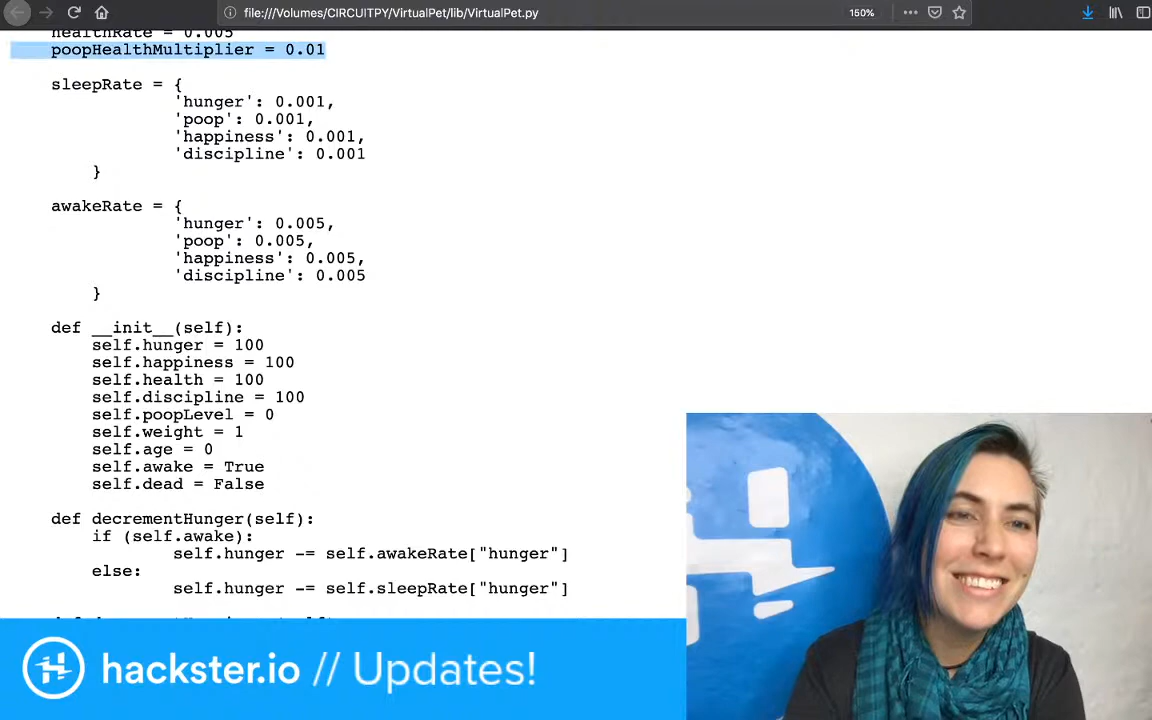 file:///Volumes/CIRCUITPY/VirtualPet/lib/VirtualPet.py
150%
healthRate = 0.005
poopHealthMultiplier = 0.01
sleepRate = {
'hunger': 0.001,
'poop': 0.001,
'happiness': 0.001,
'discipline': 0.001
}
awakeRate = {
'hunger': 0.005,
'poop': 0.005,
'happiness': 0.005,
'discipline': 0.005
}
def __init__(self):
self.hunger = 100
self.happiness = 100
self.health = 100
self.discipline = 100
self.poopLevel = 0
self.weight = 1
self.age = 0
self.awake = True
self.dead = False
def decrementHunger(self):
if (self.awake):
self.hunger -= self.awakeRate["hunger"]
else:
self.hunger -= self.sleepRate["hunger"]
hackster.io // Updates!